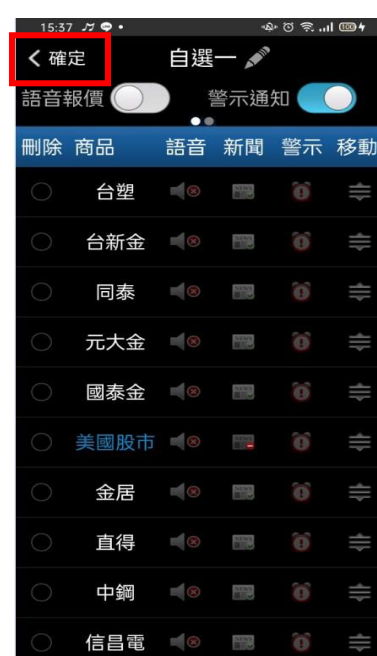 15:37 100
確定 自選一
語音報價 警示通知
刪除 商品 語音 新聞 警示 移動
台塑
台新金
同泰
元大金
國泰金
美國股市
金居
直得
中鋼
信昌電